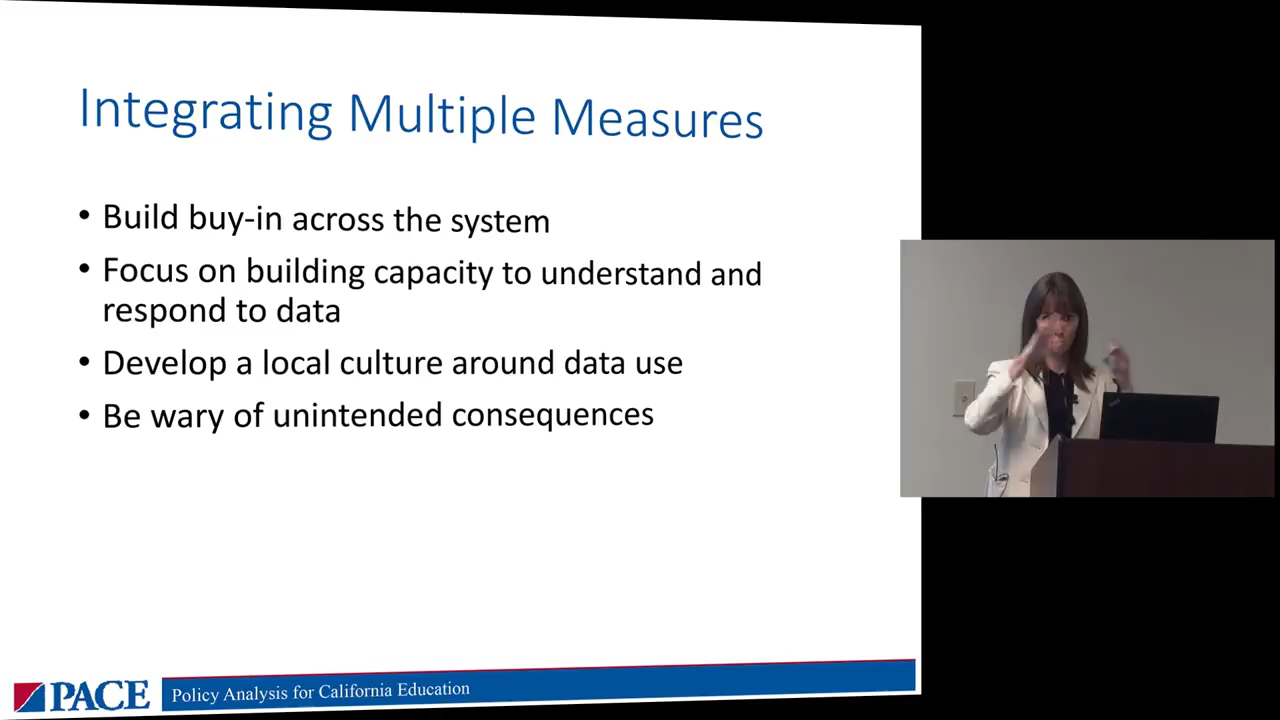 Integrating Multiple Measures
• Build buy-in across the system
• Focus on building capacity to understand and
respond to data
• Develop a local culture around data use
• Be wary of unintended consequences
PACE
Policy Analysis for California Education